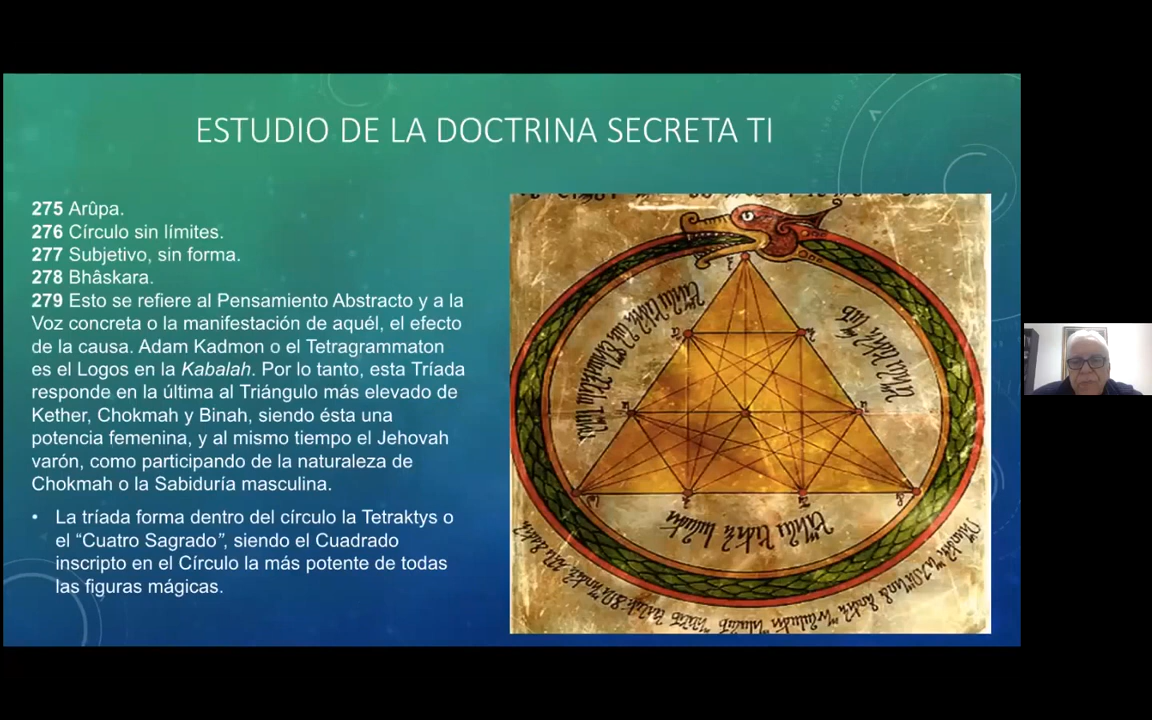 ESTUDIO DE LA DOCTRINA SECRETA TI
275 Arûpa.
276 Círculo sin límites.
277 Subjetivo, sin forma.
278 Bhâskara.
279 Esto se refiere al Pensamiento Abstracto y a la
Voz concreta o la manifestación de aquél, el efecto
de la causa. Adam Kadmon o el Tetragrammaton
es el Logos en la Kabalah. Por lo tanto, esta Tríada
responde en la última al Triángulo más elevado de
Kether, Chokmah y Binah, siendo ésta una
potencia femenina, y al mismo tiempo el Jehovah
varón, como participando de la naturaleza de
Chokmah o la Sabiduría masculina.
• La tríada forma dentro del círculo la Tetraktys o
el “Cuatro Sagrado”, siendo el Cuadrado
inscripto en el Círculo la más potente de todas
las figuras mágicas.